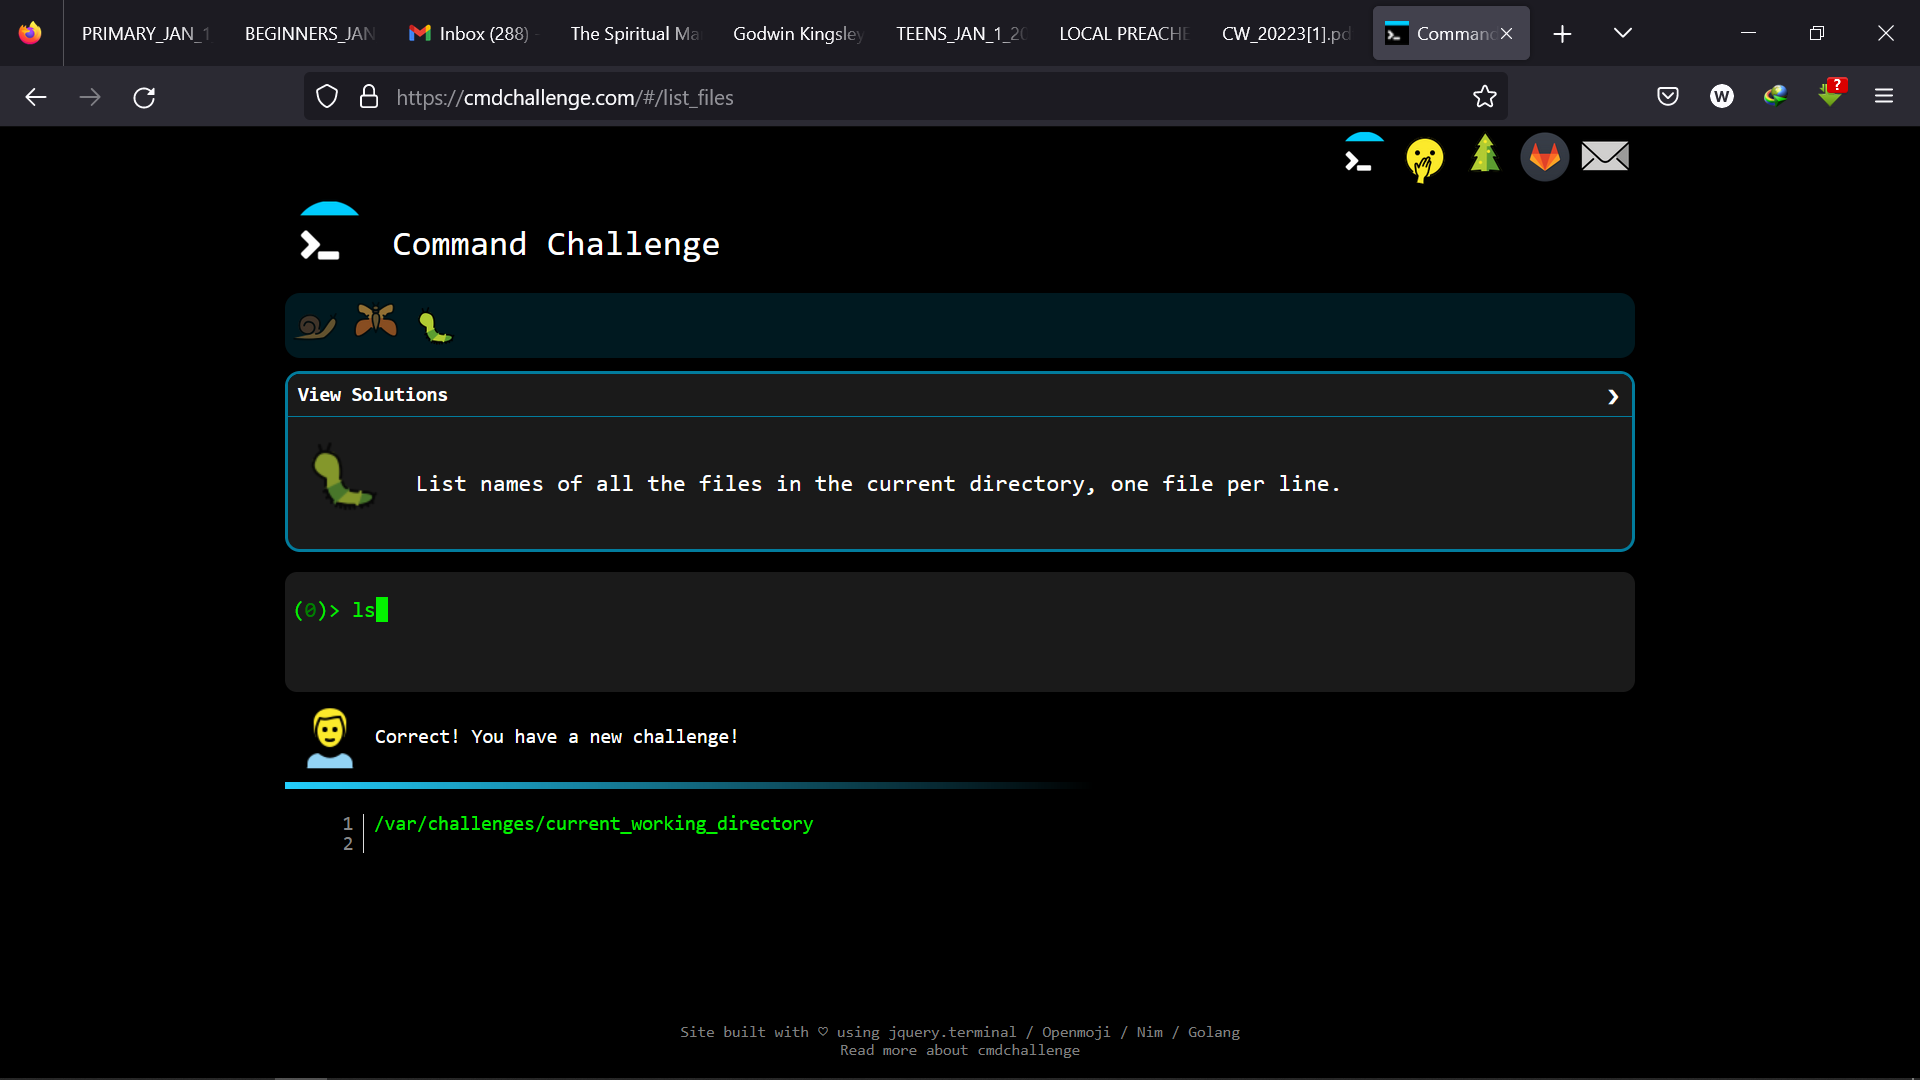 PRIMARY_JAN_1
BEGINNERS_JAN
Inbox (288) -
The Spiritual Ma
Godwin Kingsley
TEENS_JAN_1_20
LOCAL PREACHE
CW_20223[1].pd
Command
https://cmdchallenge.com/#/list_files
W
?
Command Challenge
View Solutions
List names of all the files in the current directory, one file per line.
(0)> ls
Correct! You have a new challenge!
1 /var/challenges/current_working_directory
2
Site built with ♡ using jquery.terminal / Openmoji / Nim / Golang
Read more about cmdchallenge